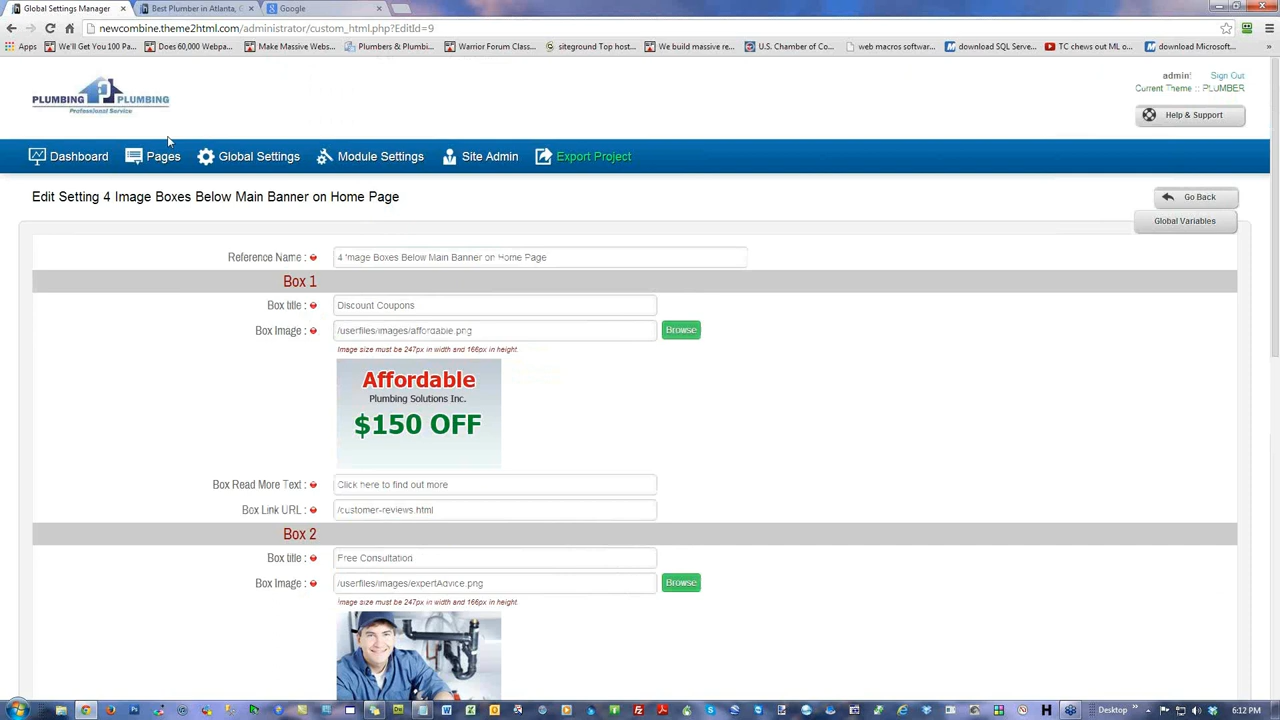 Global Settings Manager
Best Plumber in Atlanta, G
Google
newcombine.theme2html.com/administrator/custom_html.php?EditId=9
Apps
We'll Get You 100 Pa...
Does 60,000 Webpa...
Make Massive Webs...
Plumbers & Plumbi...
Warrior Forum Class...
siteground Top host...
We build massive re...
U.S. Chamber of Co...
web macros softwar...
download SQL Serve...
TC chews out ML o...
download Microsoft...
PLUMBING PLUMBING
Professional Service
admin! Sign Out
Current Theme :: PLUMBER
Help & Support
Dashboard
Pages
Global Settings
Module Settings
Site Admin
Export Project
Edit Setting 4 Image Boxes Below Main Banner on Home Page
Go Back
Global Variables
Reference Name : 4 Image Boxes Below Main Banner on Home Page
Box 1
Box title : Discount Coupons
Box Image : /userfiles/images/affordable.png Browse
Image size must be 247px in width and 166px in height.
Affordable
Plumbing Solutions Inc.
$150 OFF
Box Read More Text : Click here to find out more
Box Link URL : /customer-reviews.html
Box 2
Box title : Free Consultation
Box Image : /userfiles/images/expertAdvice.png Browse
Image size must be 247px in width and 166px in height.
Desktop
6:12 PM